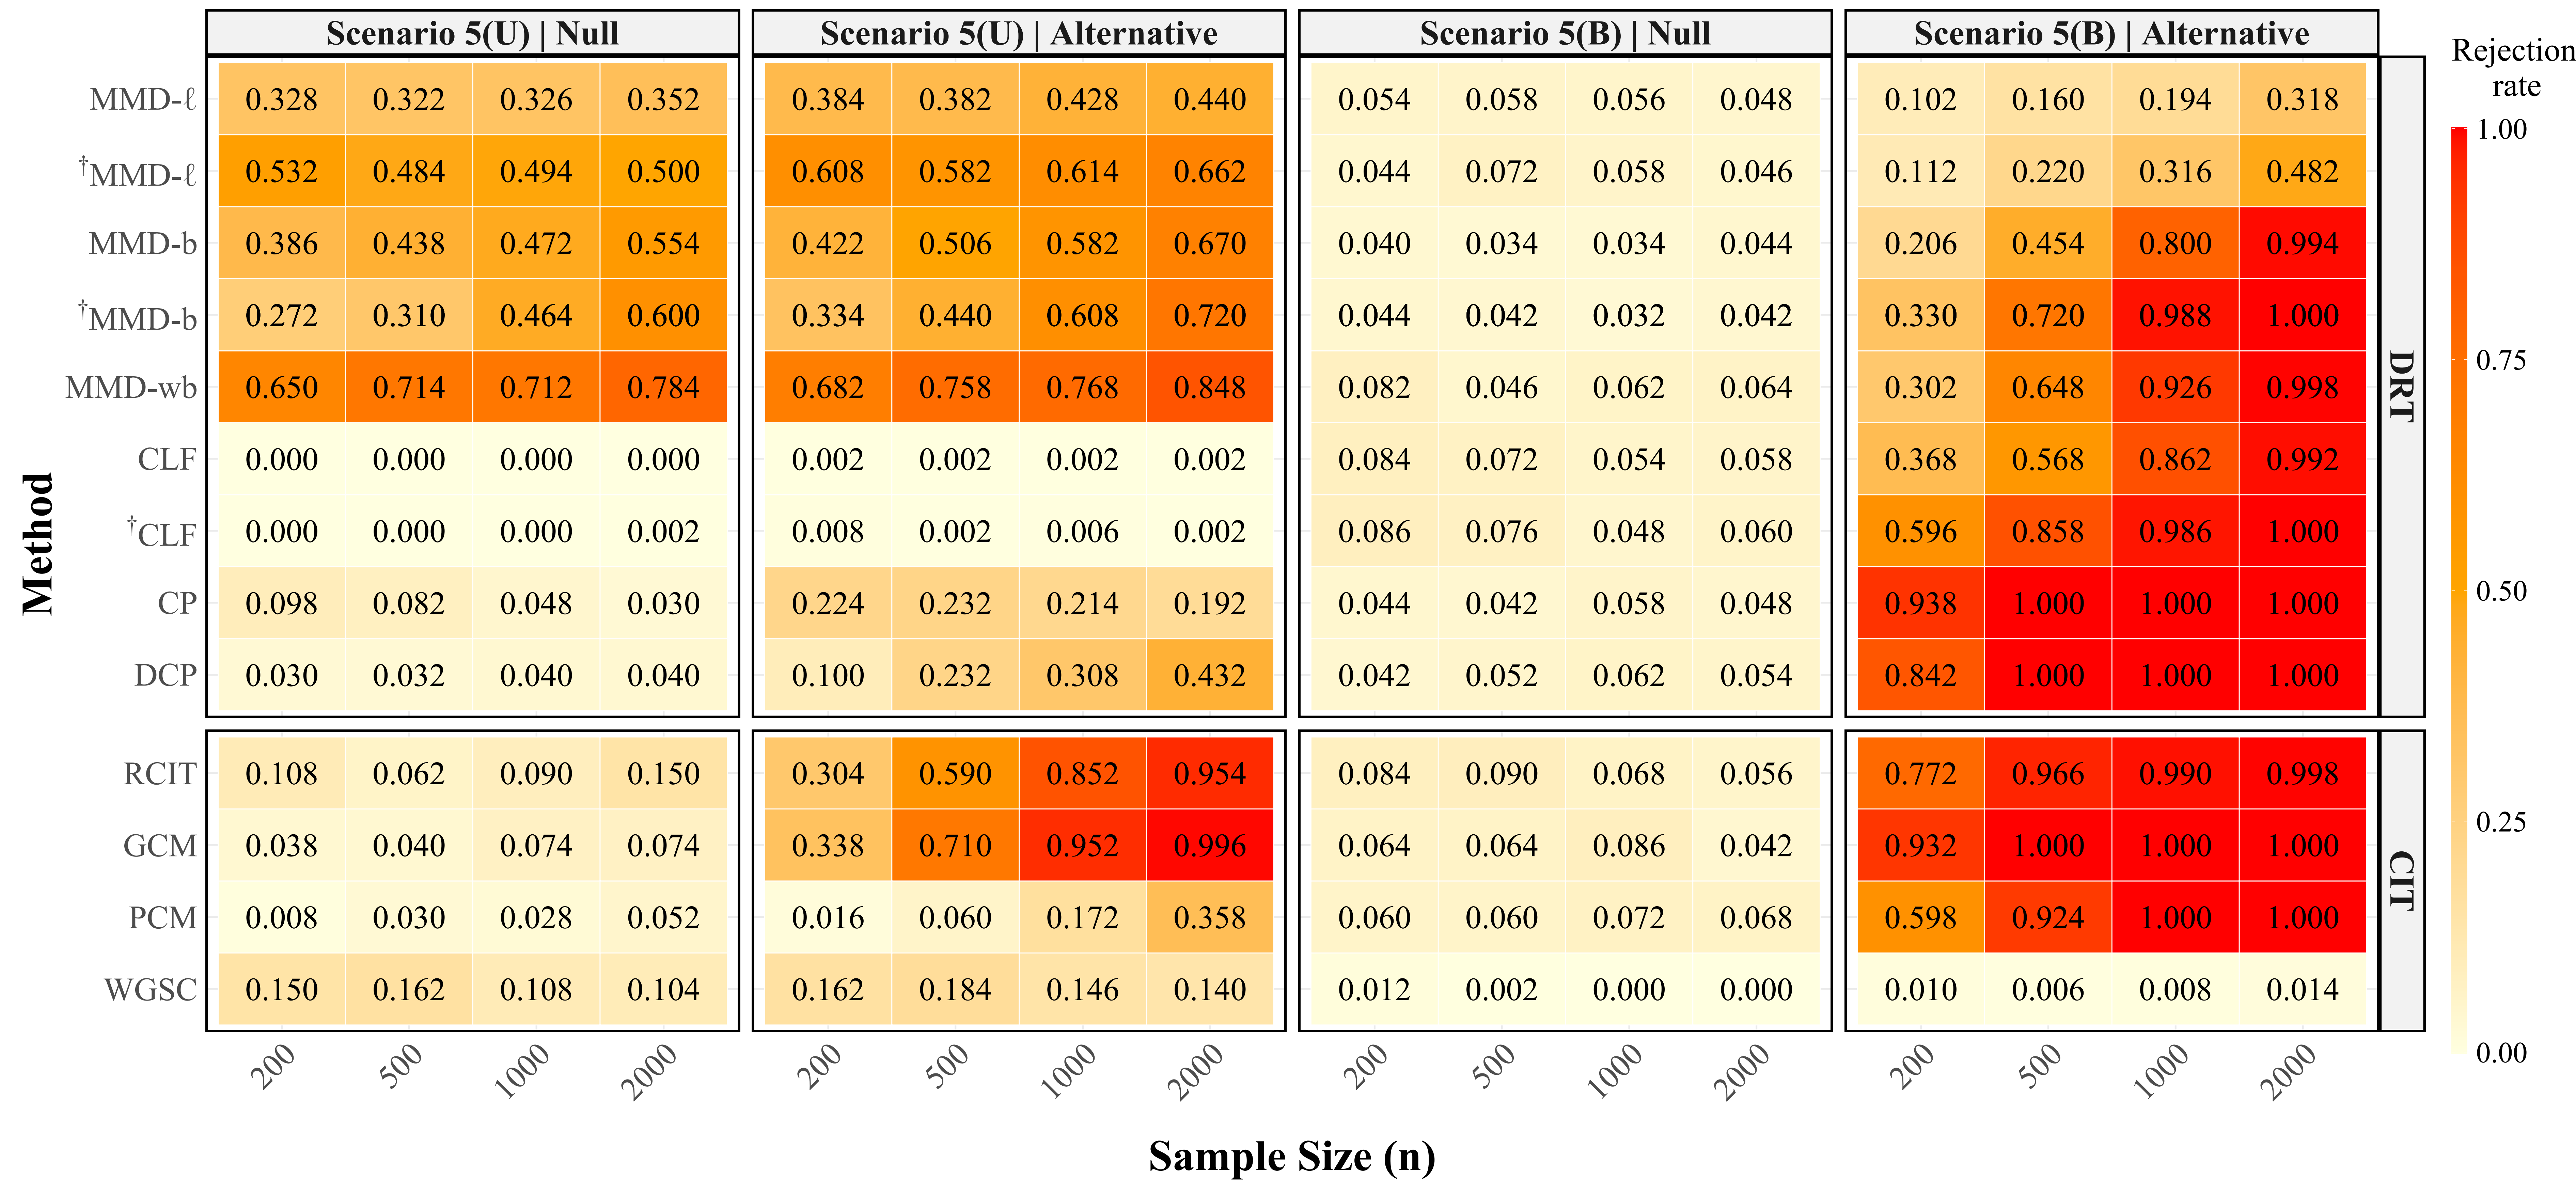 Scenario 5(U) | Null Scenario 5(U) | Alternative Scenario 5(B) | Null Scenario 5(B) | Alternative
Rejection
rate
MMD-ℓ 0.328 0.322 0.326 0.352 0.384 0.382 0.428 0.440 0.054 0.058 0.056 0.048 0.102 0.160 0.194 0.318
†MMD-ℓ 0.532 0.484 0.494 0.500 0.608 0.582 0.614 0.662 0.044 0.072 0.058 0.046 0.112 0.220 0.316 0.482
MMD-b 0.386 0.438 0.472 0.554 0.422 0.506 0.582 0.670 0.040 0.034 0.034 0.044 0.206 0.454 0.800 0.994
†MMD-b 0.272 0.310 0.464 0.600 0.334 0.440 0.608 0.720 0.044 0.042 0.032 0.042 0.330 0.720 0.988 1.000
MMD-wb 0.650 0.714 0.712 0.784 0.682 0.758 0.768 0.848 0.082 0.046 0.062 0.064 0.302 0.648 0.926 0.998
CLF 0.000 0.000 0.000 0.000 0.002 0.002 0.002 0.002 0.084 0.072 0.054 0.058 0.368 0.568 0.862 0.992
†CLF 0.000 0.000 0.000 0.002 0.008 0.002 0.006 0.002 0.086 0.076 0.048 0.060 0.596 0.858 0.986 1.000
CP 0.098 0.082 0.048 0.030 0.224 0.232 0.214 0.192 0.044 0.042 0.058 0.048 0.938 1.000 1.000 1.000
DCP 0.030 0.032 0.040 0.040 0.100 0.232 0.308 0.432 0.042 0.052 0.062 0.054 0.842 1.000 1.000 1.000
DRT
RCIT 0.108 0.062 0.090 0.150 0.304 0.590 0.852 0.954 0.084 0.090 0.068 0.056 0.772 0.966 0.990 0.998
GCM 0.038 0.040 0.074 0.074 0.338 0.710 0.952 0.996 0.064 0.064 0.086 0.042 0.932 1.000 1.000 1.000
PCM 0.008 0.030 0.028 0.052 0.016 0.060 0.172 0.358 0.060 0.060 0.072 0.068 0.598 0.924 1.000 1.000
WGSC 0.150 0.162 0.108 0.104 0.162 0.184 0.146 0.140 0.012 0.002 0.000 0.000 0.010 0.006 0.008 0.014
CIT
200 500 1000 2000 200 500 1000 2000 200 500 1000 2000 200 500 1000 2000
Sample Size (n)
Method
1.00
0.75
0.50
0.25
0.00